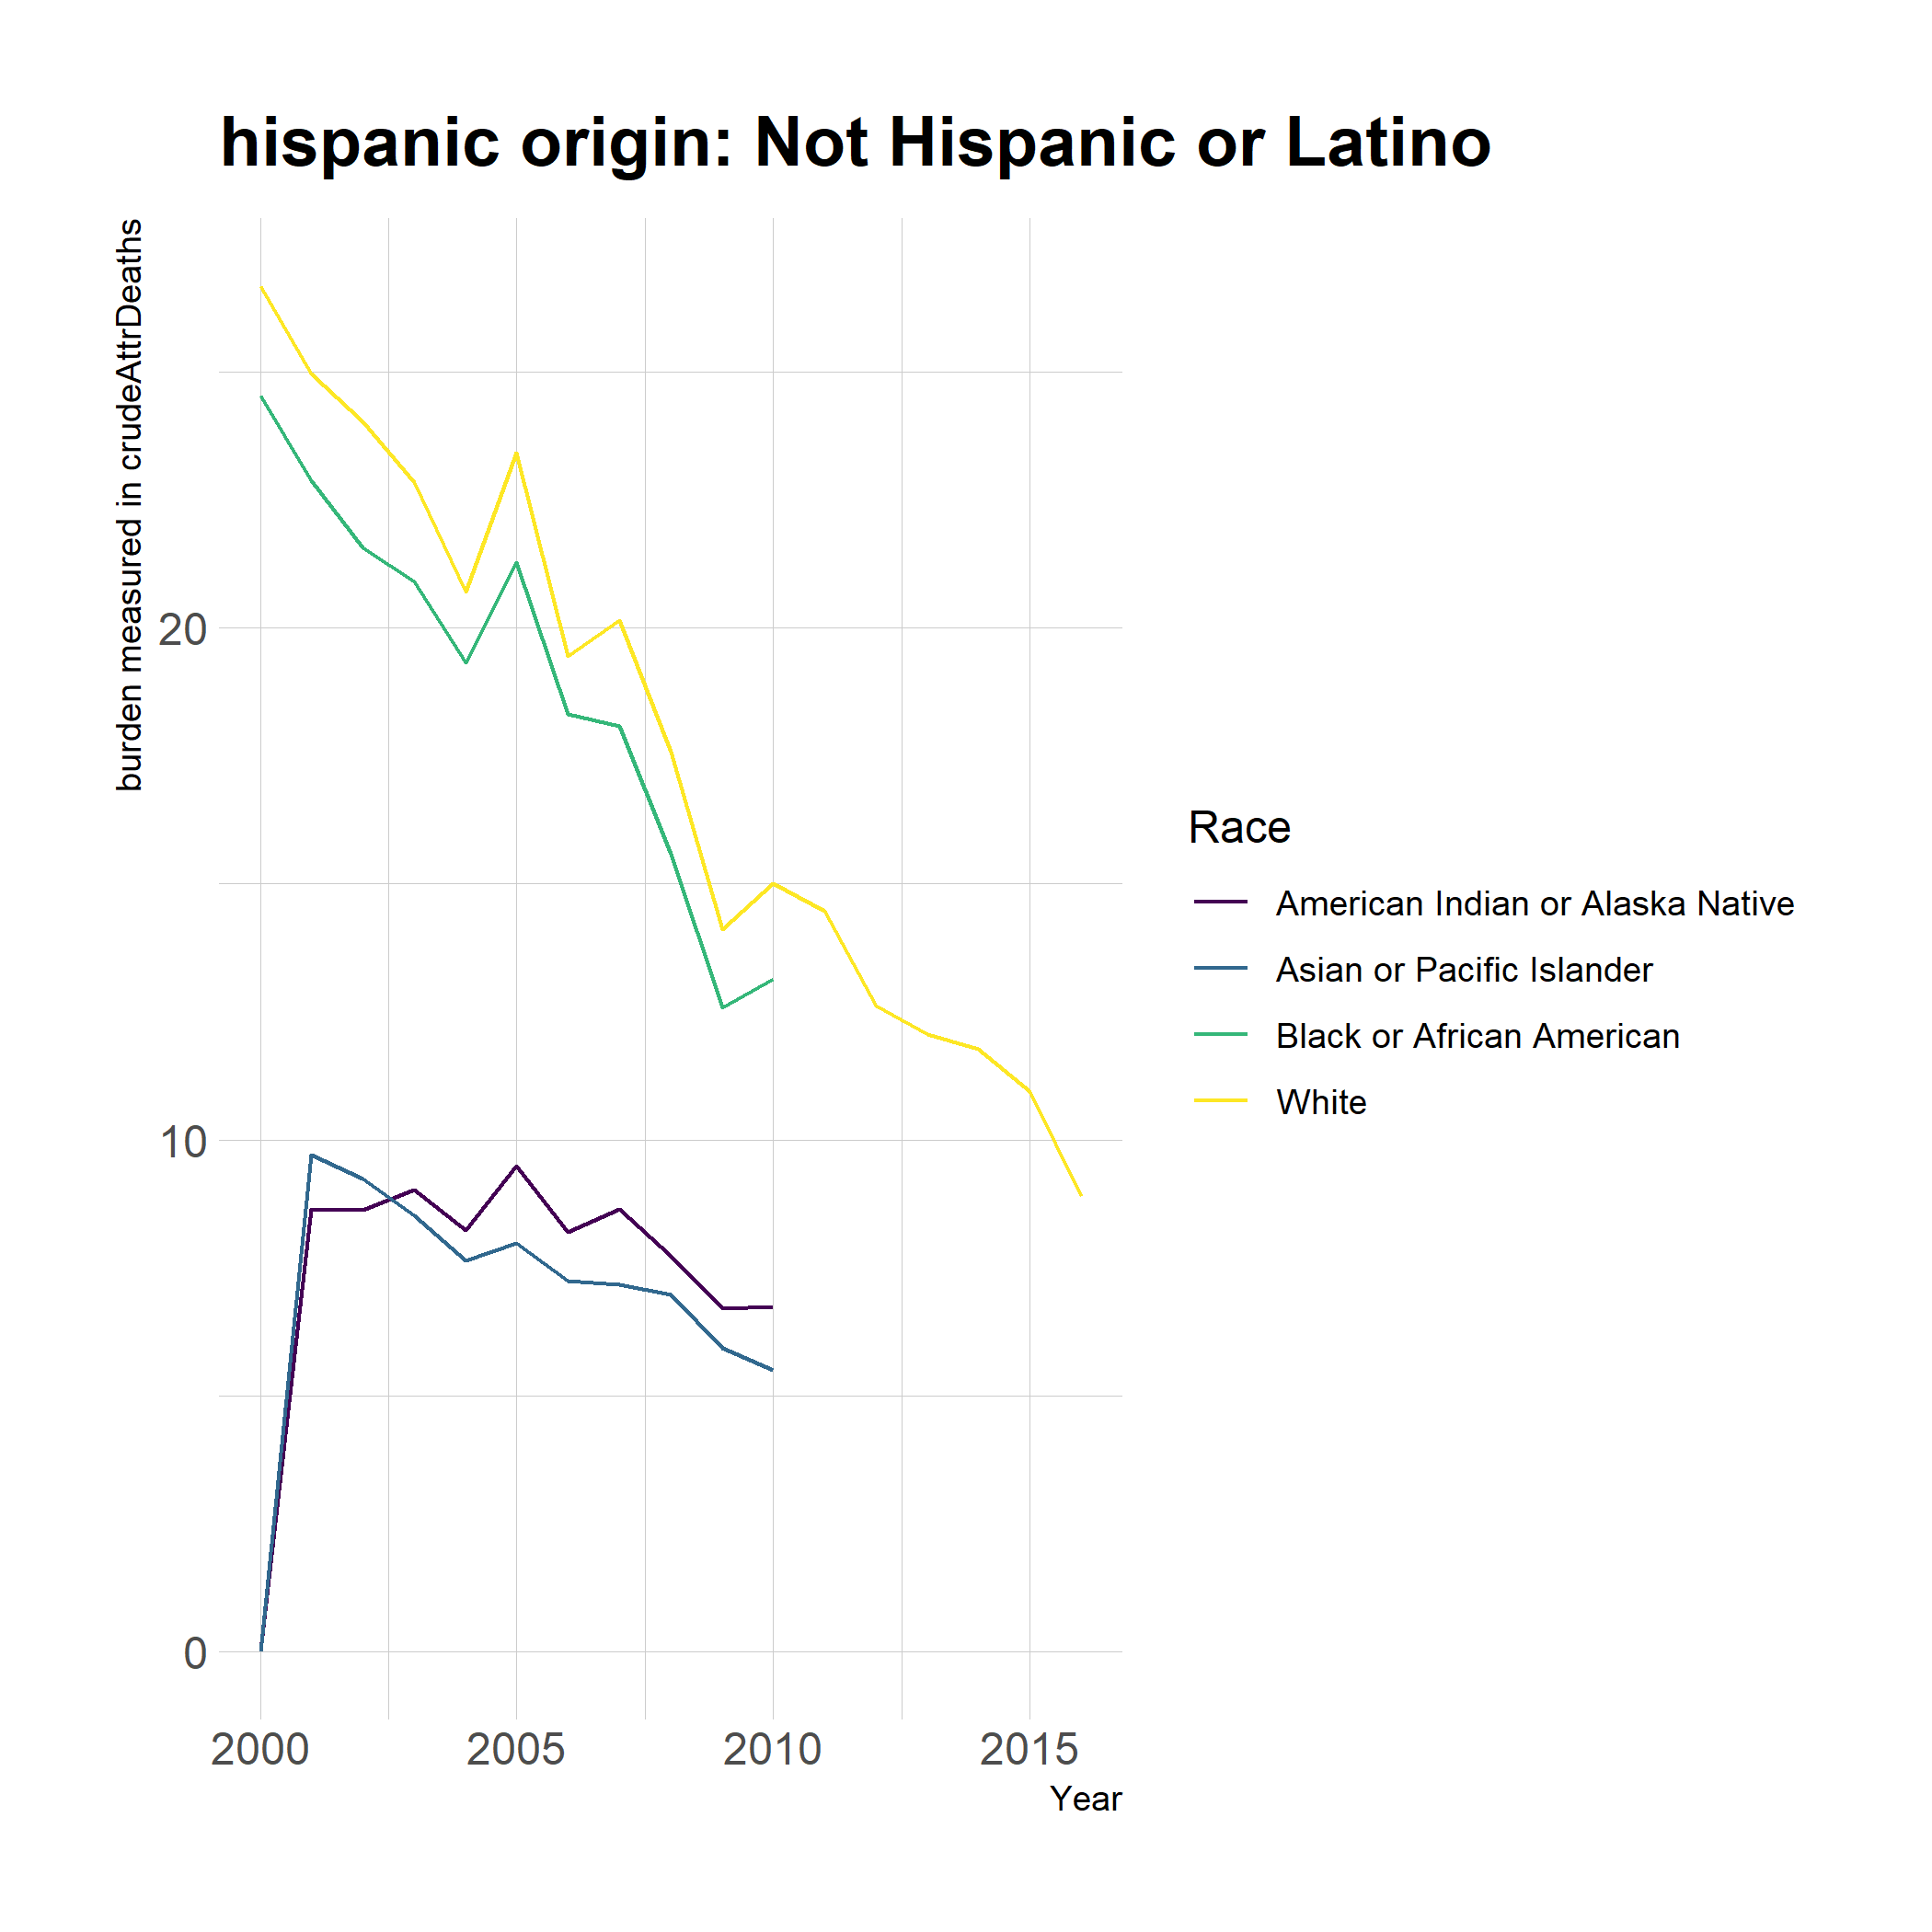 hispanic origin: Not Hispanic or Latino
burden measured in crudeAttrDeaths
20
10
0
2000 2005 2010 2015
Year
Race
American Indian or Alaska Native
Asian or Pacific Islander
Black or African American
White